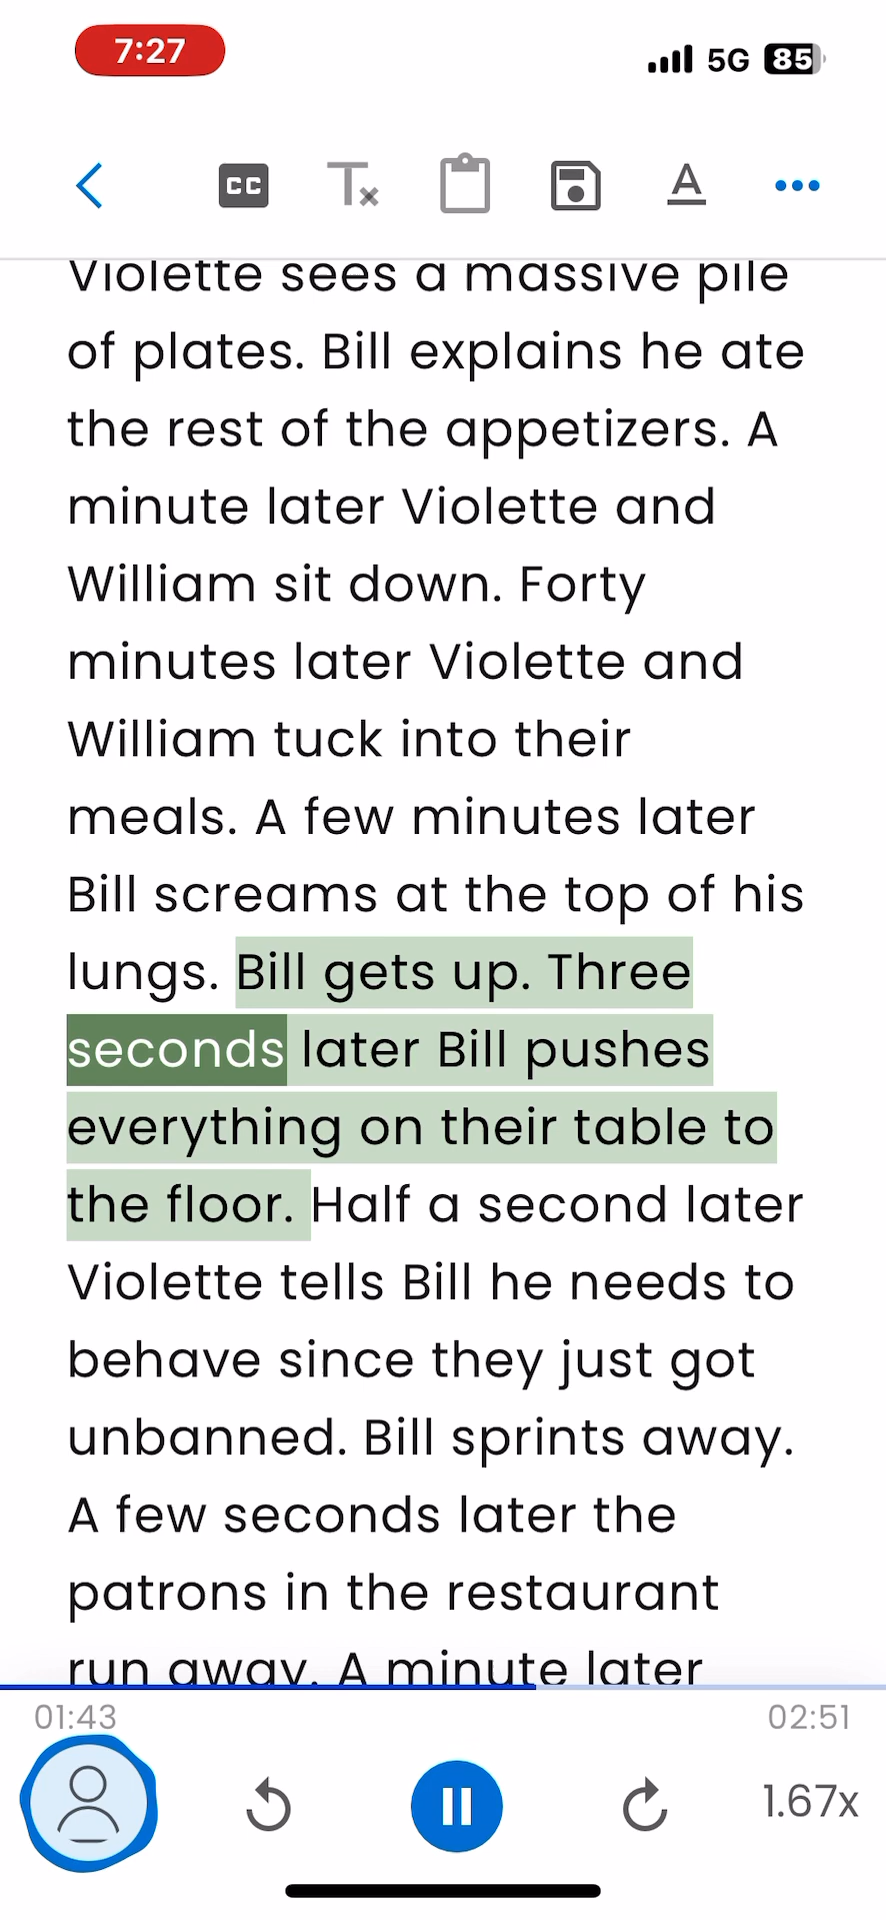 7:27
5G 85
CC
Violette sees a massive pile
of plates. Bill explains he ate
the rest of the appetizers. A
minute later Violette and
William sit down. Forty
minutes later Violette and
William tuck into their
meals. A few minutes later
Bill screams at the top of his
lungs. Bill gets up. Three
seconds later Bill pushes
everything on their table to
the floor. Half a second later
Violette tells Bill he needs to
behave since they just got
unbanned. Bill sprints away.
A few seconds later the
patrons in the restaurant
run away. A minute later
01:43
02:51
1.67x